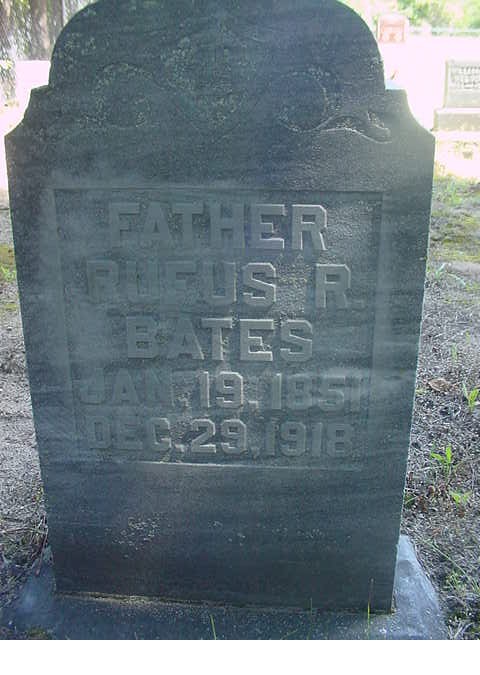 FATHER
RUFUS R
BATES
JAN. 19. 1851
DEC. 29. 1918